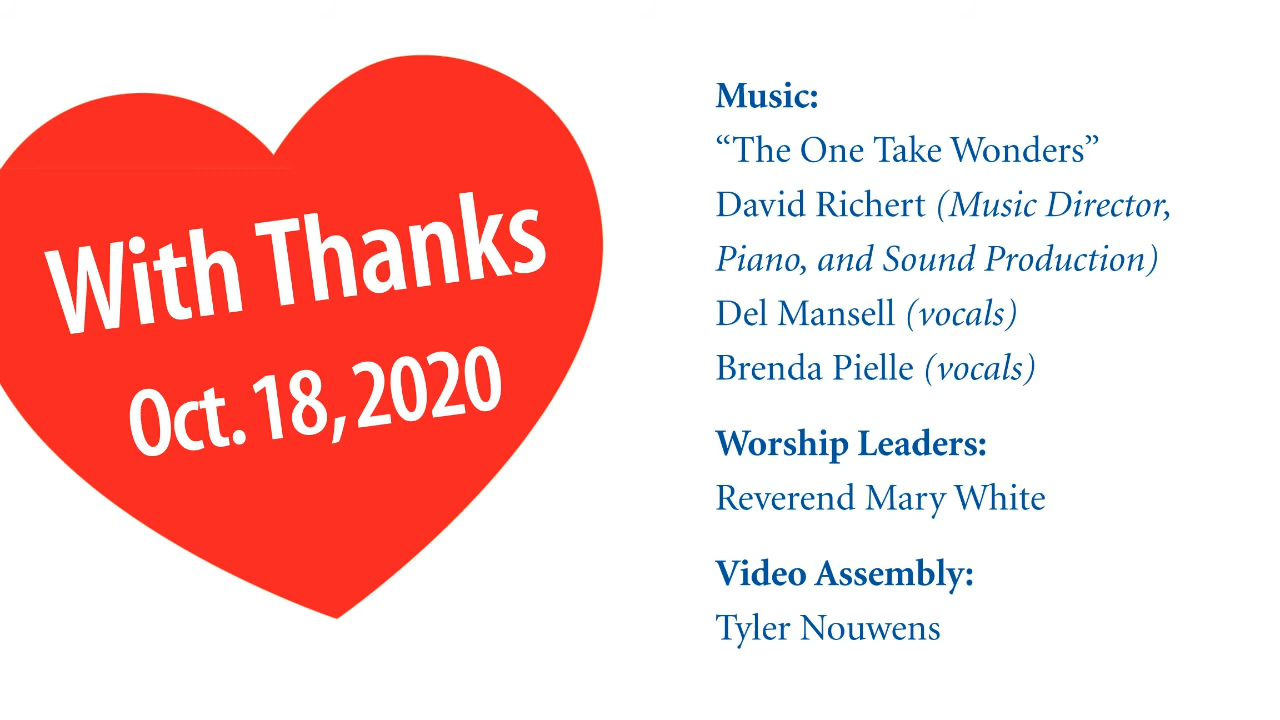 With Thanks
Oct. 18, 2020
Music:
“The One Take Wonders”
David Richert (Music Director,
Piano, and Sound Production)
Del Mansell (vocals)
Brenda Pielle (vocals)
Worship Leaders:
Reverend Mary White
Video Assembly:
Tyler Nouwens